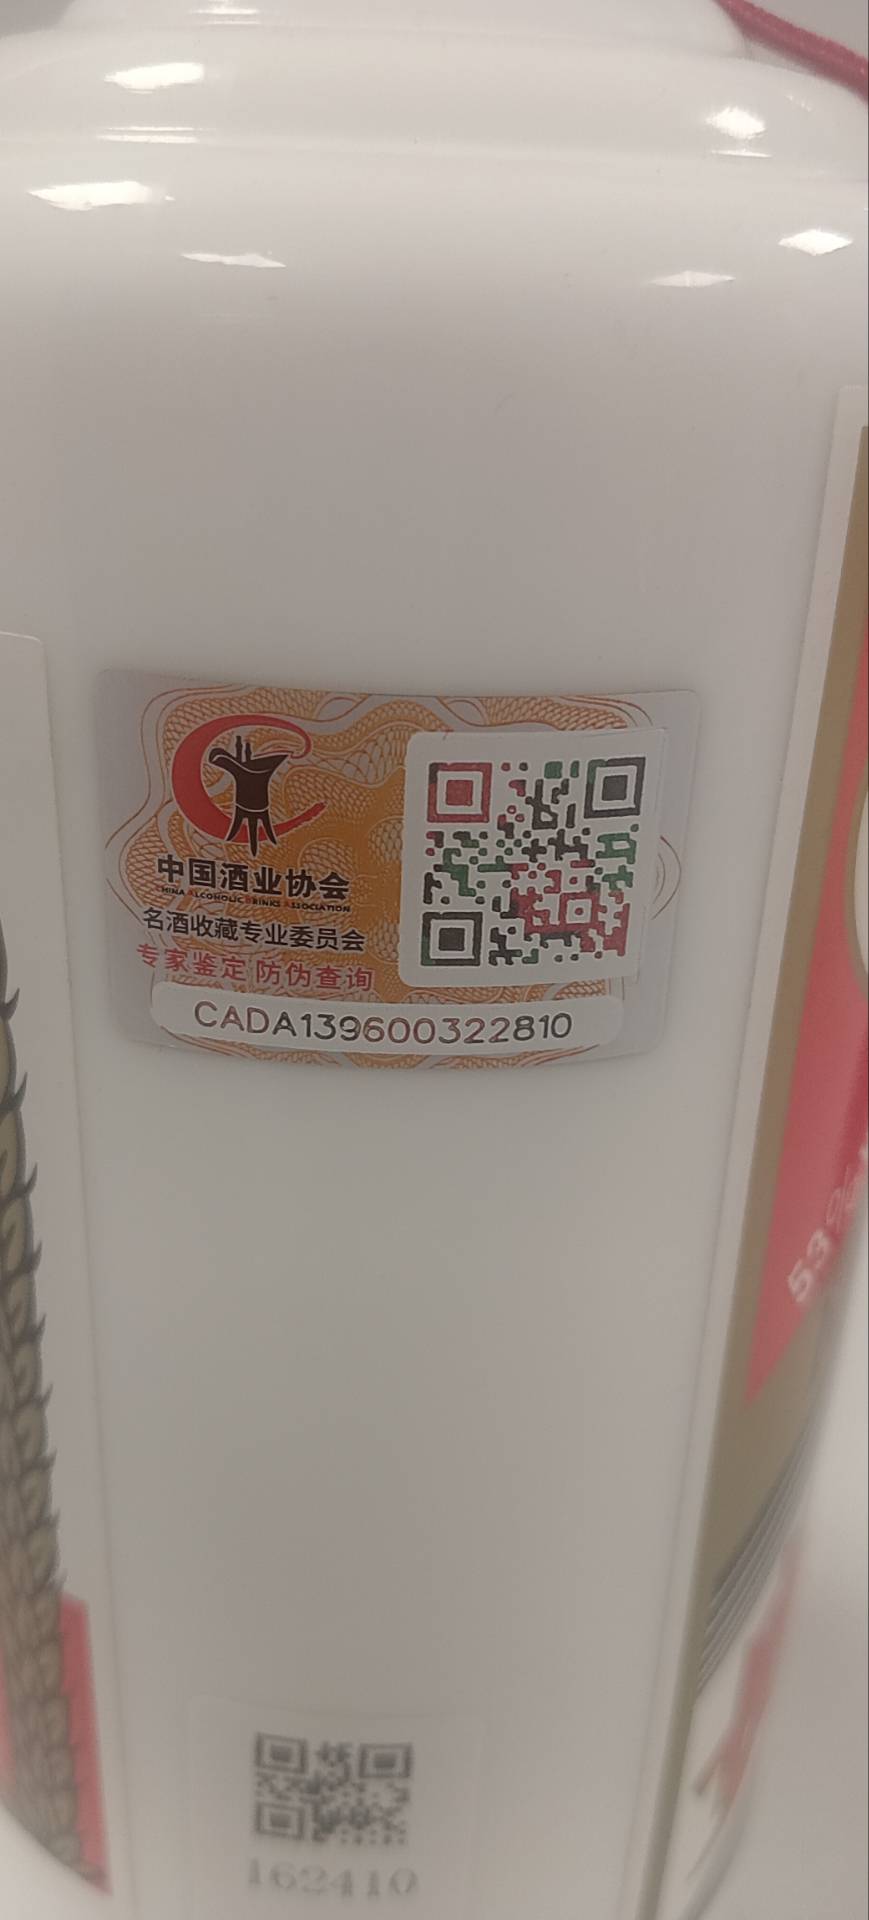 中国酒业协会
CHINA ALCOHOLIC DRINKS ASSOCIATION
名酒收藏专业委员会
专家鉴定 防伪查询
CADA139600322810
53%
162410